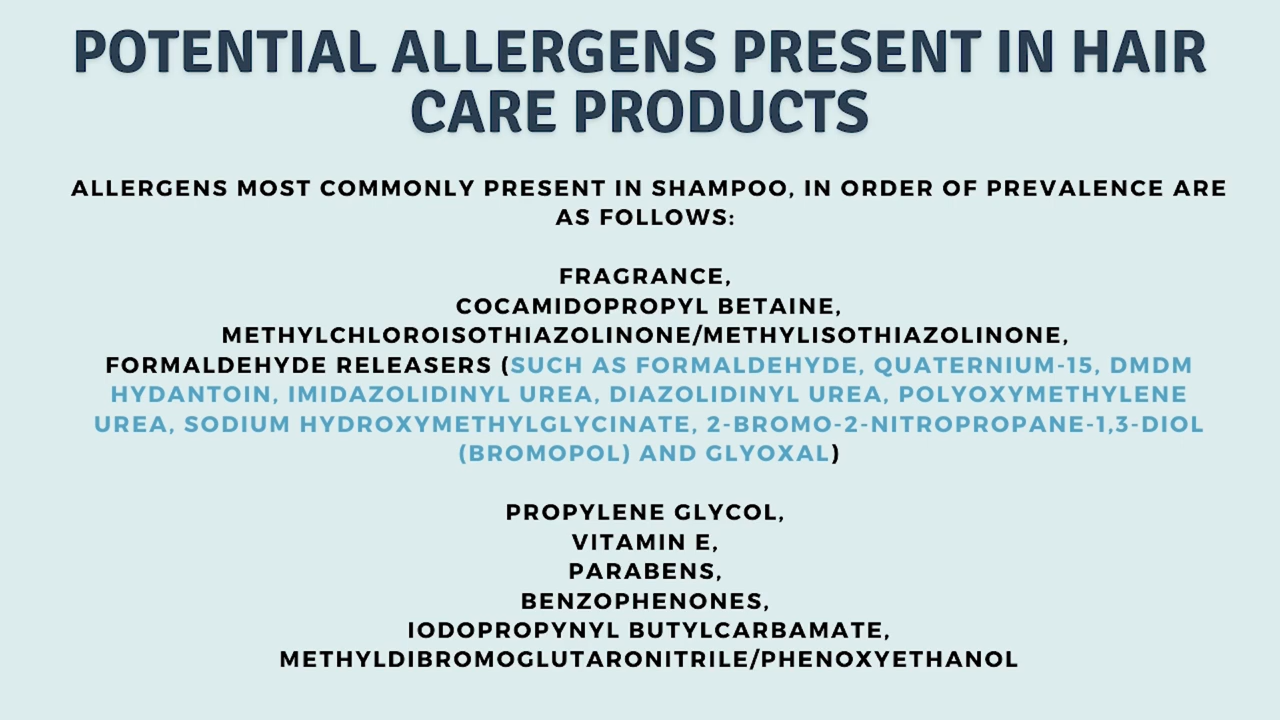 POTENTIAL ALLERGENS PRESENT IN HAIR
CARE PRODUCTS
ALLERGENS MOST COMMONLY PRESENT IN SHAMPOO, IN ORDER OF PREVALENCE ARE
AS FOLLOWS:
FRAGRANCE,
COCAMIDOPROPYL BETAINE,
METHYLCHLOROISOTHIAZOLINONE/METHYLISOTHIAZOLINONE,
FORMALDEHYDE RELEASERS (SUCH AS FORMALDEHYDE, QUATERNIUM-15, DMDM
HYDANTOIN, IMIDAZOLIDINYL UREA, DIAZOLIDINYL UREA, POLYOXYMETHYLENE
UREA, SODIUM HYDROXYMETHYLGLYCINATE, 2-BROMO-2-NITROPROPANE-1,3-DIOL
(BROMOPOL) AND GLYOXAL)
PROPYLENE GLYCOL,
VITAMIN E,
PARABENS,
BENZOPHENONES,
IODOPROPYNYL BUTYLCARBAMATE,
METHYLDIBROMOGLUTARONITRILE/PHENOXYETHANOL